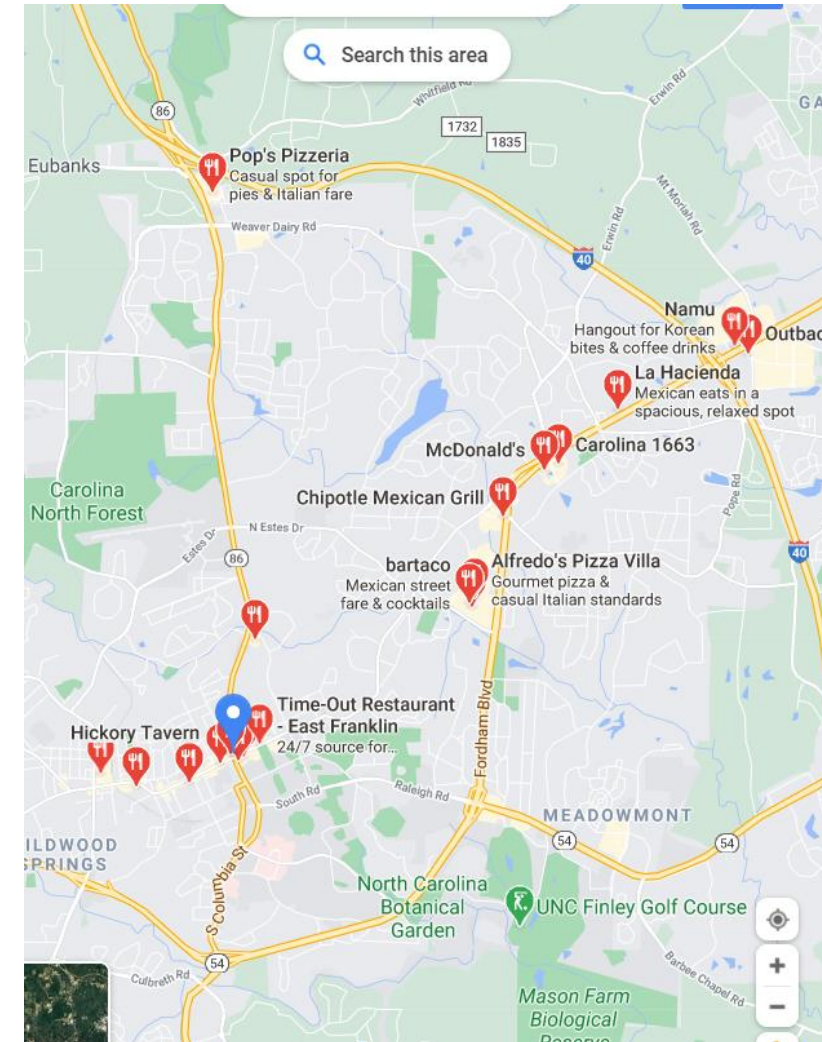 Search this area
Whitfield Rd
Erwin Rd
GA
86
1732
1835
Eubanks
Pop's Pizzeria
Casual spot for
pies & Italian fare
Mt Moriah Rd
Weaver Dairy Rd
Erwin Rd
40
Namu
Hangout for Korean
bites & coffee drinks
Outbac
La Hacienda
Mexican eats in a
spacious, relaxed spot
McDonald's
Carolina 1663
Carolina
North Forest
Chipotle Mexican Grill
Pope Rd
N Estes Dr
Estes Dr
86
40
bartaco
Mexican street
fare & cocktails
Alfredo's Pizza Villa
Gourmet pizza &
casual Italian standards
Time-Out Restaurant
- East Franklin
24/7 source for...
Hickory Tavern
Fordham Blvd
South Rd
Raleigh Rd
MEADOWMONT
54
54
ILDWOOD
SPRINGS
S Columbia St
North Carolina
Botanical
Garden
UNC Finley Golf Course
54
Culbreth Rd
Barbee Chapel Rd
Mason Farm
Biological
Reserve